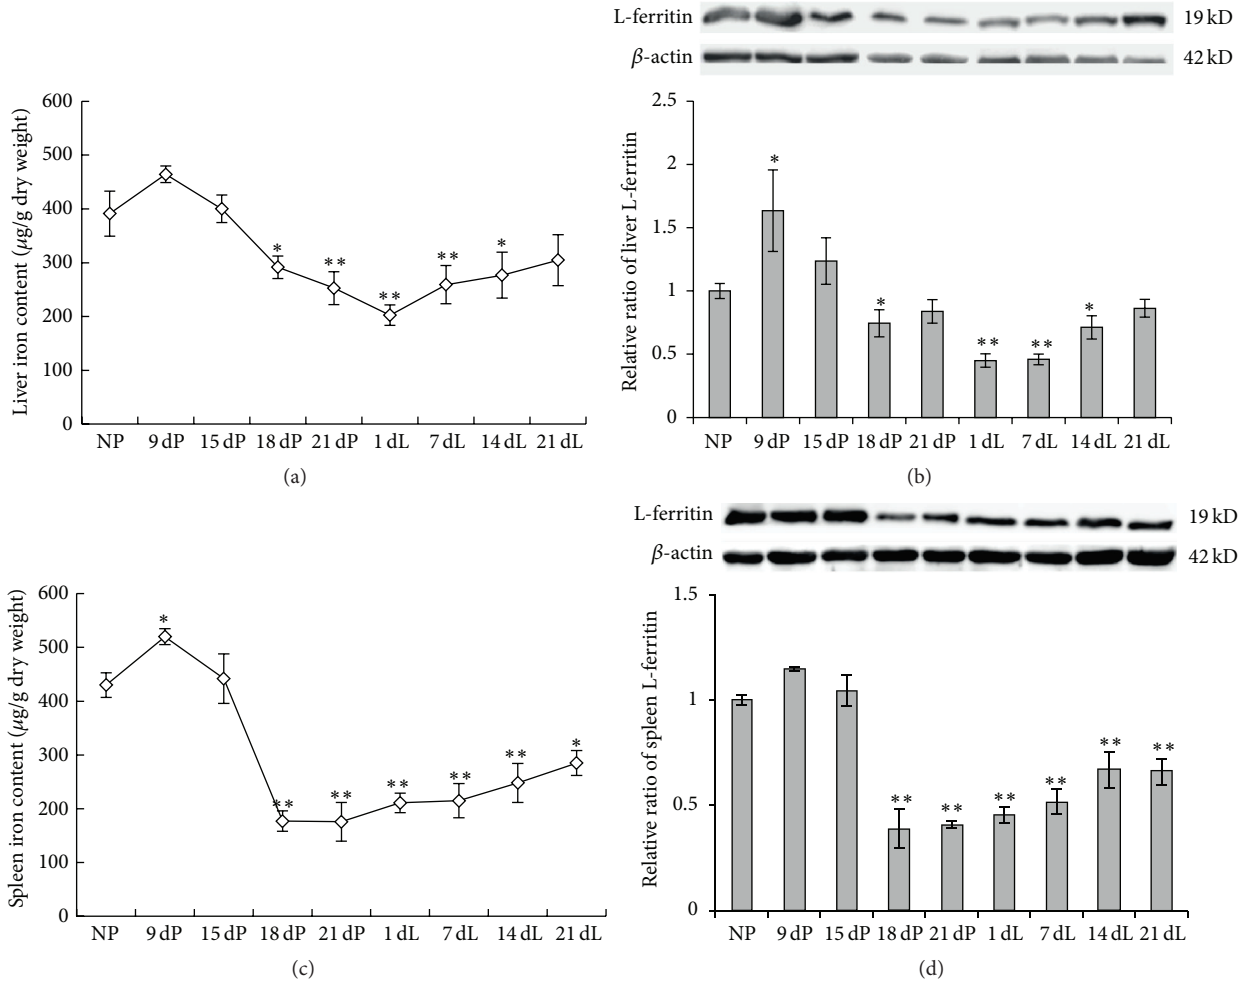 L-ferritin 19 kD
β-actin 42 kD
Liver iron content (μg/g dry weight)
600
500
400
300
200
100
0
* ** ** ** *
NP 9 dP 15 dP 18 dP 21 dP 1 dL 7 dL 14 dL 21 dL
(a)
Relative ratio of liver L-ferritin
2.5
2
1.5
1
0.5
0
* * ** ** *
NP 9 dP 15 dP 18 dP 21 dP 1 dL 7 dL 14 dL 21 dL
(b)
Spleen iron content (μg/g dry weight)
600
500
400
300
200
100
0
* ** ** ** ** ** *
NP 9 dP 15 dP 18 dP 21 dP 1 dL 7 dL 14 dL 21 dL
(c)
L-ferritin 19 kD
β-actin 42 kD
Relative ratio of spleen L-ferritin
1.5
1
0.5
0
** ** ** ** ** **
NP 9 dP 15 dP 18 dP 21 dP 1 dL 7 dL 14 dL 21 dL
(d)